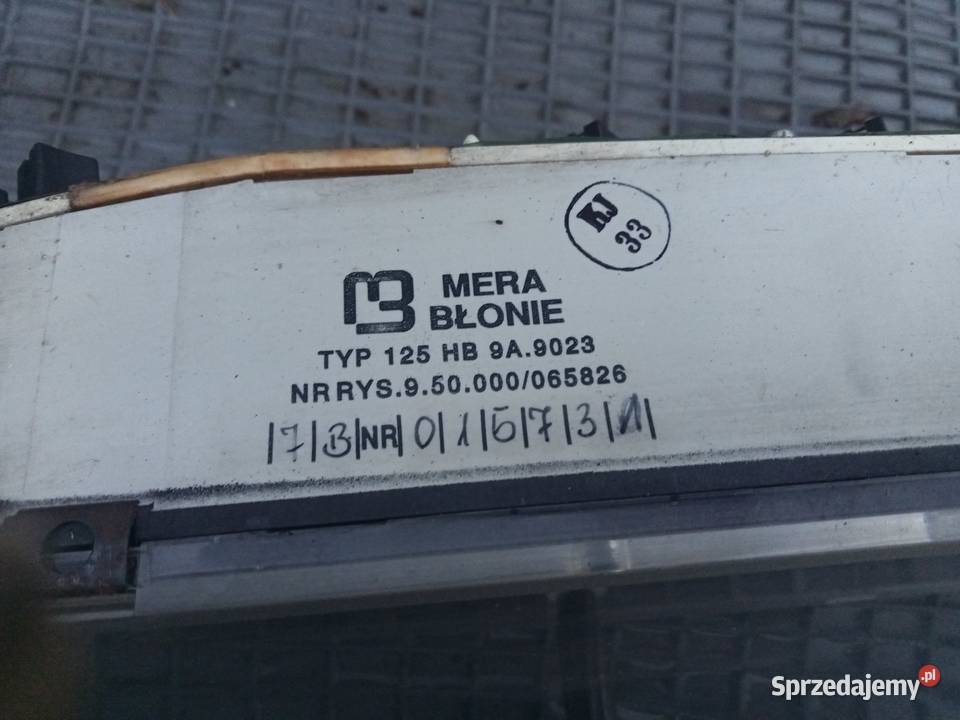 KJ
33
MERA
BŁONIE
TYP 125 HB 9A.9023
NR RYS.9.50.000/065826
|7|B|NR|0|1|5|7|3|1|
Sprzedajemy.pl